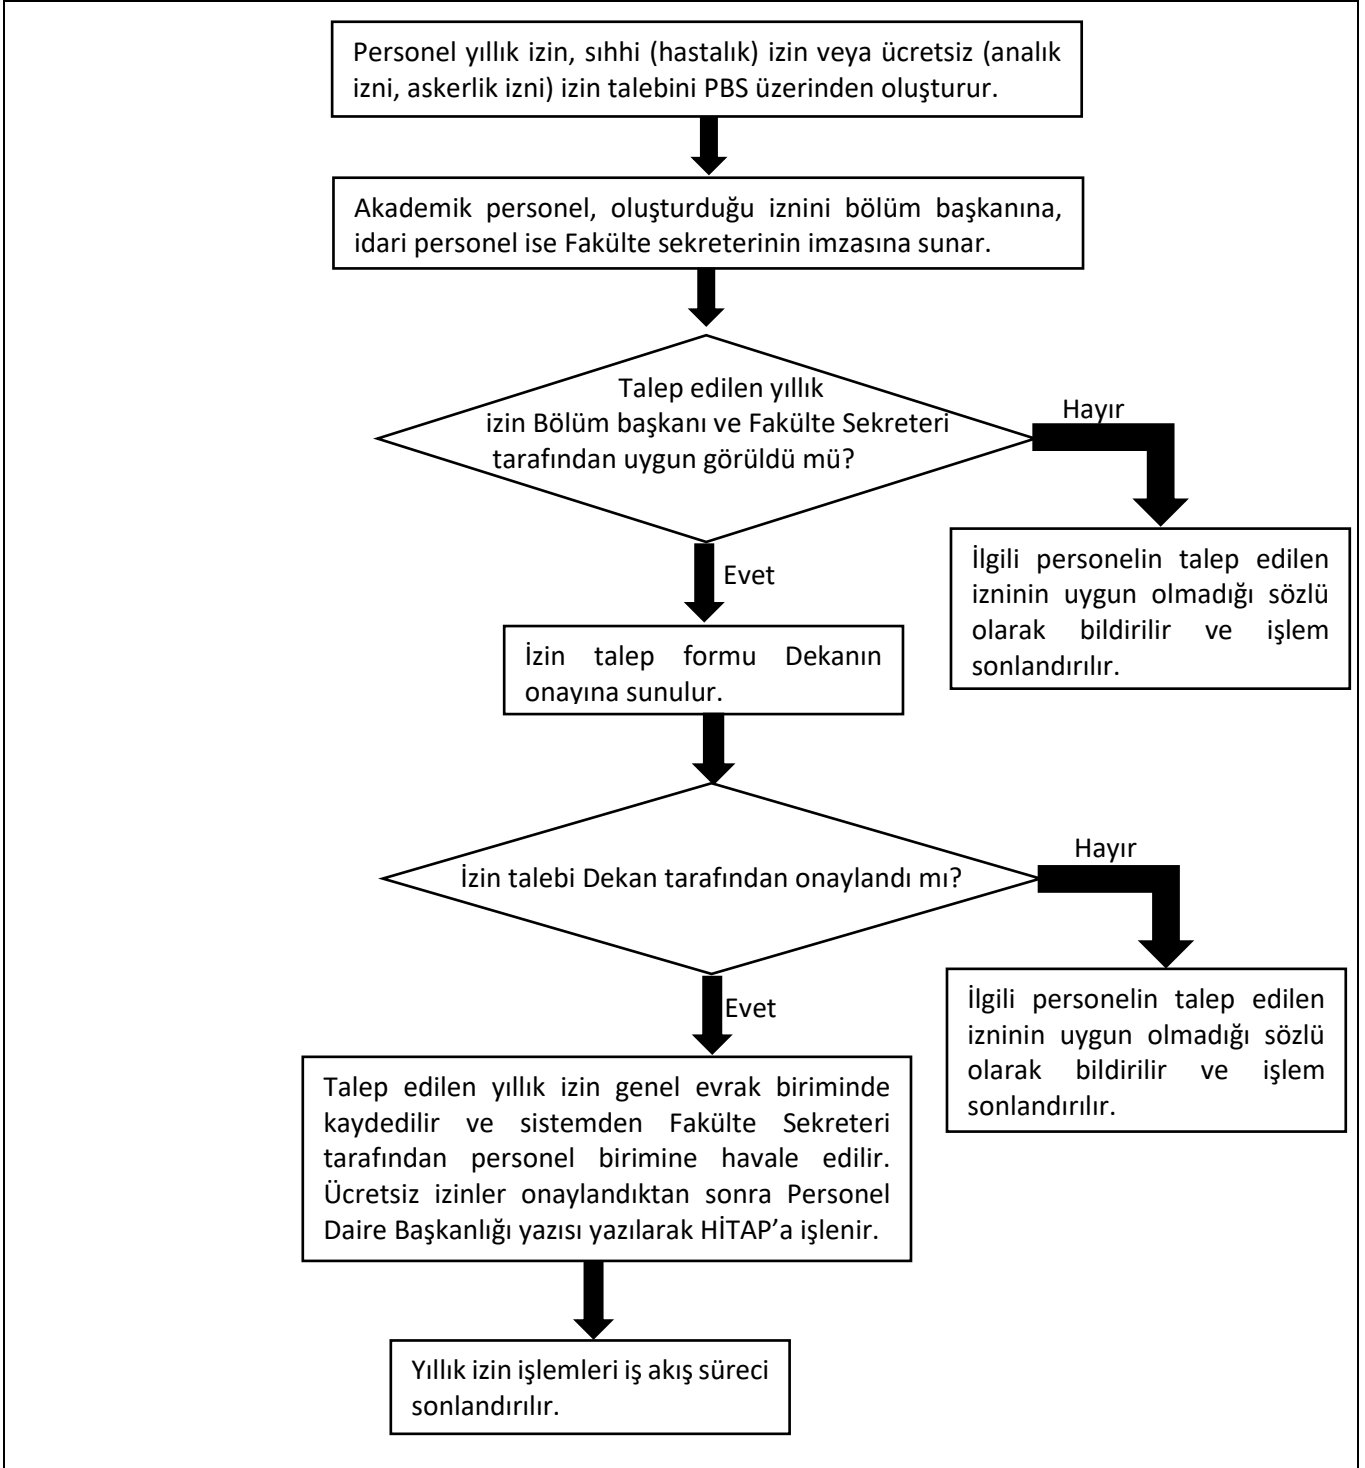 Personel yıllık izin, sıhhi (hastalık) izin veya ücretsiz (analık
izni, askerlik izni) izin talebini PBS üzerinden oluşturur.
Akademik personel, oluşturduğu iznini bölüm başkanına,
idari personel ise Fakülte sekreterinin imzasına sunar.
Talep edilen yıllık
izin Bölüm başkanı ve Fakülte Sekreteri
tarafından uygun görüldü mü?
Hayır
İlgili personelin talep edilen
izninin uygun olmadığı sözlü
olarak bildirilir ve işlem
sonlandırılır.
Evet
İzin talep formu Dekanın
onayına sunulur.
İzin talebi Dekan tarafından onaylandı mı?
Hayır
İlgili personelin talep edilen
izninin uygun olmadığı sözlü
olarak bildirilir ve işlem
sonlandırılır.
Evet
Talep edilen yıllık izin genel evrak biriminde
kaydedilir ve sistemden Fakülte Sekreteri
tarafından personel birimine havale edilir.
Ücretsiz izinler onaylandıktan sonra Personel
Daire Başkanlığı yazısı yazılarak HİTAP’a işlenir.
Yıllık izin işlemleri iş akış süreci
sonlandırılır.